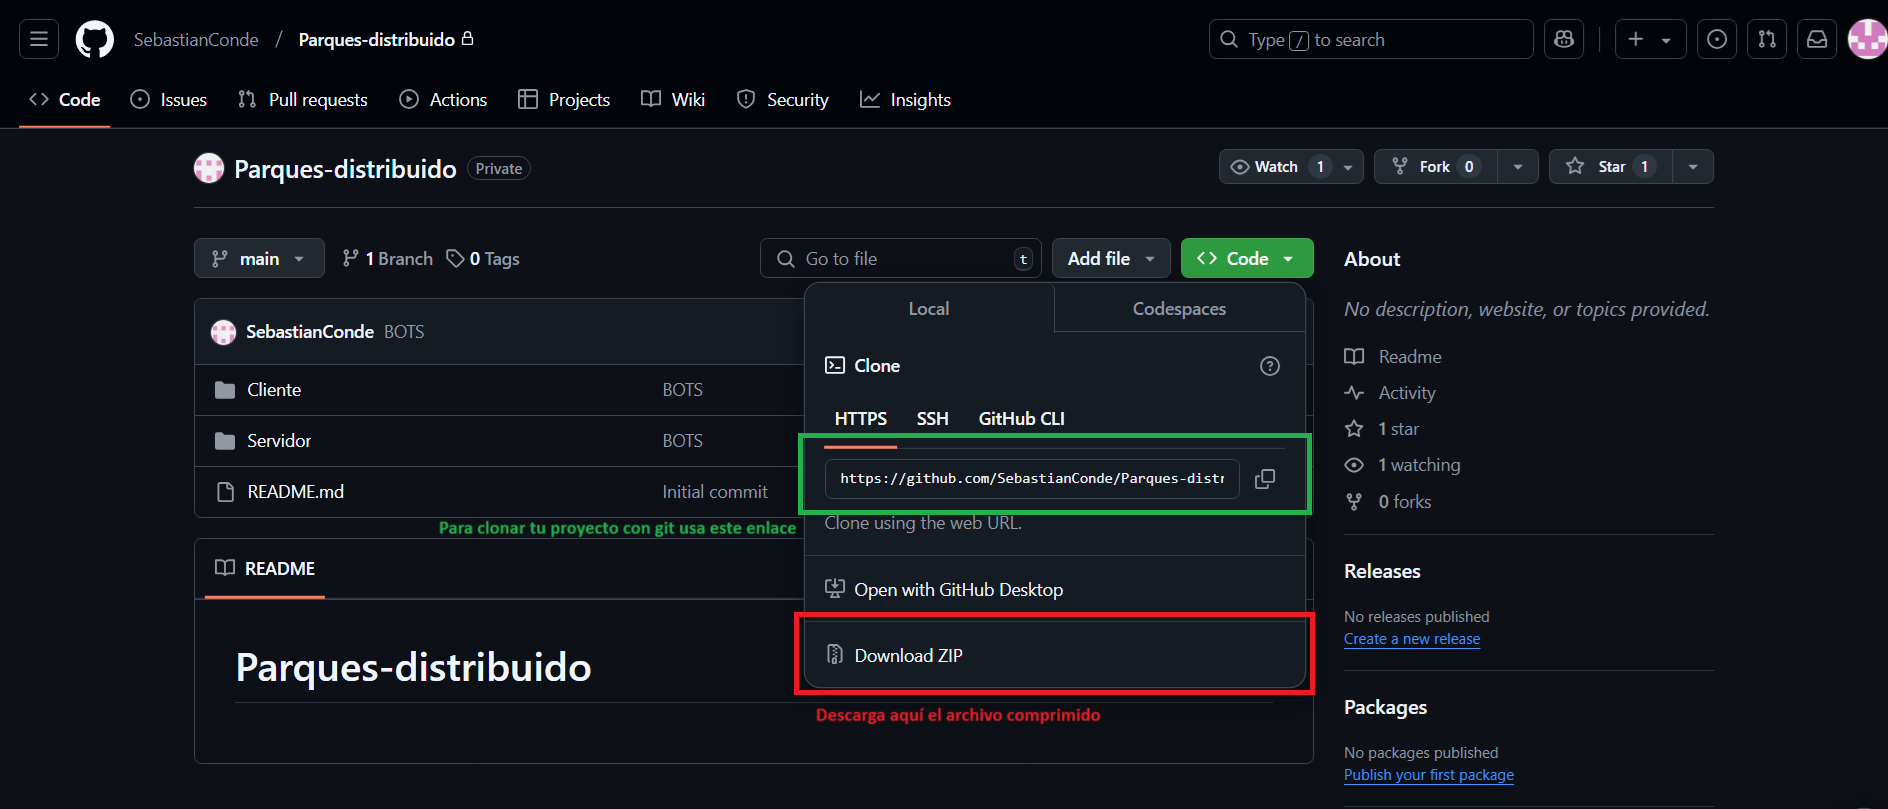 SebastianConde / Parques-distribuido
Type / to search
Code Issues Pull requests Actions Projects Wiki Security Insights
Parques-distribuido Private
Watch 1 Fork 0 Star 1
main 1 Branch 0 Tags
Go to file t
Add file
Code
SebastianConde BOTS
Cliente BOTS
Servidor BOTS
README.md Initial commit
Para clonar tu proyecto con git usa este enlace
README
Parques-distribuido
Local Codespaces
Clone
HTTPS SSH GitHub CLI
https://github.com/SebastianConde/Parques-distr
Clone using the web URL.
Open with GitHub Desktop
Download ZIP
Descarga aquí el archivo comprimido
About
No description, website, or topics provided.
Readme
Activity
1 star
1 watching
0 forks
Releases
No releases published
Create a new release
Packages
No packages published
Publish your first package